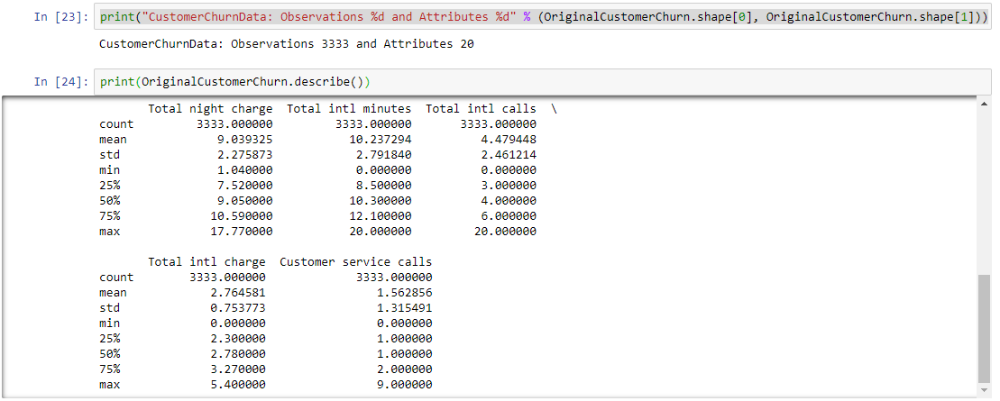 In [23]: print("CustomerChurnData: Observations %d and Attributes %d" % (OriginalCustomerChurn.shape[0], OriginalCustomerChurn.shape[1]))
CustomerChurnData: Observations 3333 and Attributes 20
In [24]: print(OriginalCustomerChurn.describe())
Total night charge  Total intl minutes  Total intl calls  \
count 3333.000000 3333.000000 3333.000000
mean 9.039325 10.237294 4.479448
std 2.275873 2.791840 2.461214
min 1.040000 0.000000 0.000000
25% 7.520000 8.500000 3.000000
50% 9.050000 10.300000 4.000000
75% 10.590000 12.100000 6.000000
max 17.770000 20.000000 20.000000
Total intl charge  Customer service calls
count 3333.000000 3333.000000
mean 2.764581 1.562856
std 0.753773 1.315491
min 0.000000 0.000000
25% 2.300000 1.000000
50% 2.780000 1.000000
75% 3.270000 2.000000
max 5.400000 9.000000